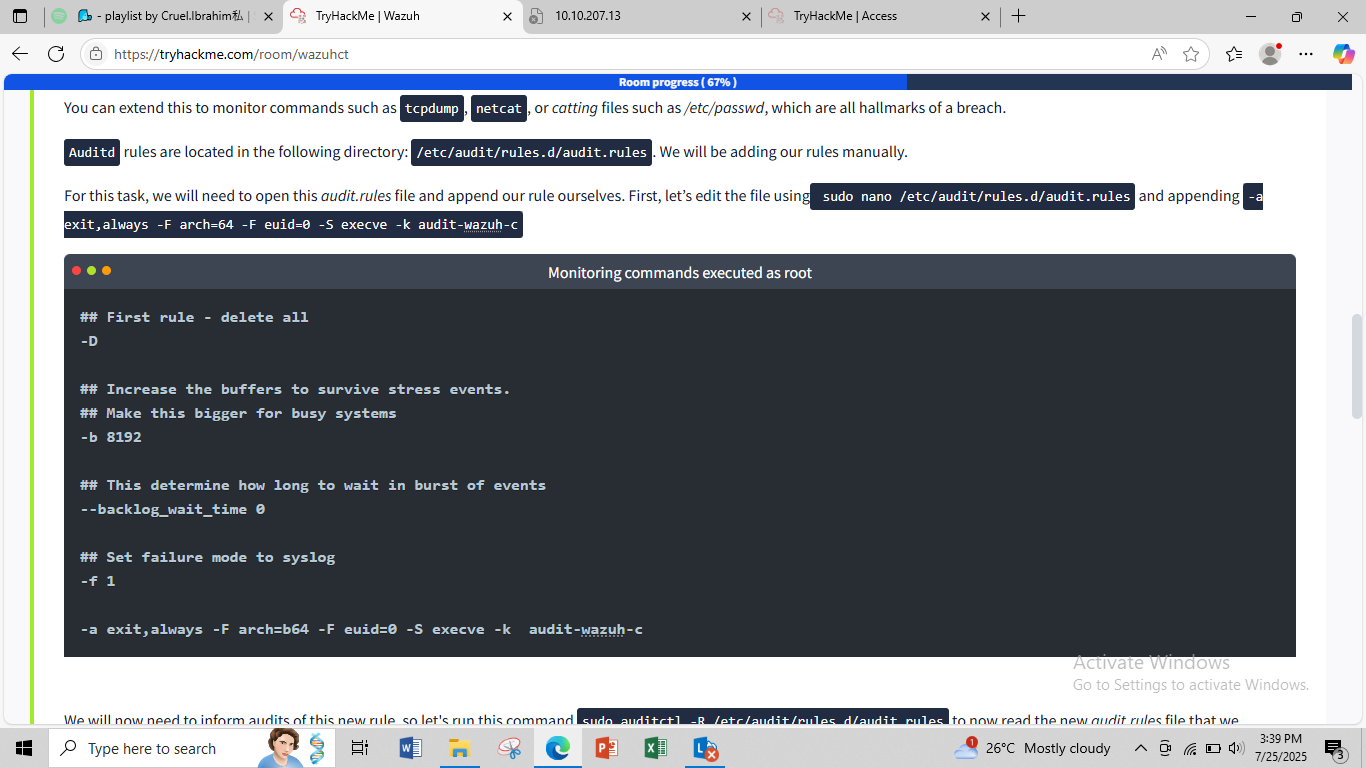 - playlist by Cruel.Ibrahim私 |
TryHackMe | Wazuh
10.10.207.13
TryHackMe | Access
https://tryhackme.com/room/wazuhct
Room progress ( 67% )
You can extend this to monitor commands such as tcpdump, netcat, or catting files such as /etc/passwd, which are all hallmarks of a breach.
Auditd rules are located in the following directory: /etc/audit/rules.d/audit.rules. We will be adding our rules manually.
For this task, we will need to open this audit.rules file and append our rule ourselves. First, let's edit the file using sudo nano /etc/audit/rules.d/audit.rules and appending -a
exit,always -F arch=64 -F euid=0 -S execve -k audit-wazuh-c
Monitoring commands executed as root
## First rule - delete all
-D
## Increase the buffers to survive stress events.
## Make this bigger for busy systems
-b 8192
## This determine how long to wait in burst of events
--backlog_wait_time 0
## Set failure mode to syslog
-f 1
-a exit,always -F arch=b64 -F euid=0 -S execve -k  audit-wazuh-c
Activate Windows
Go to Settings to activate Windows.
We will now need to inform audits of this new rule, so let's run this command sudo auditctl -R /etc/audit/rules.d/audit.rules to now read the new audit.rules file that we
Type here to search
1
26°C Mostly cloudy
3:39 PM
7/25/2025
3